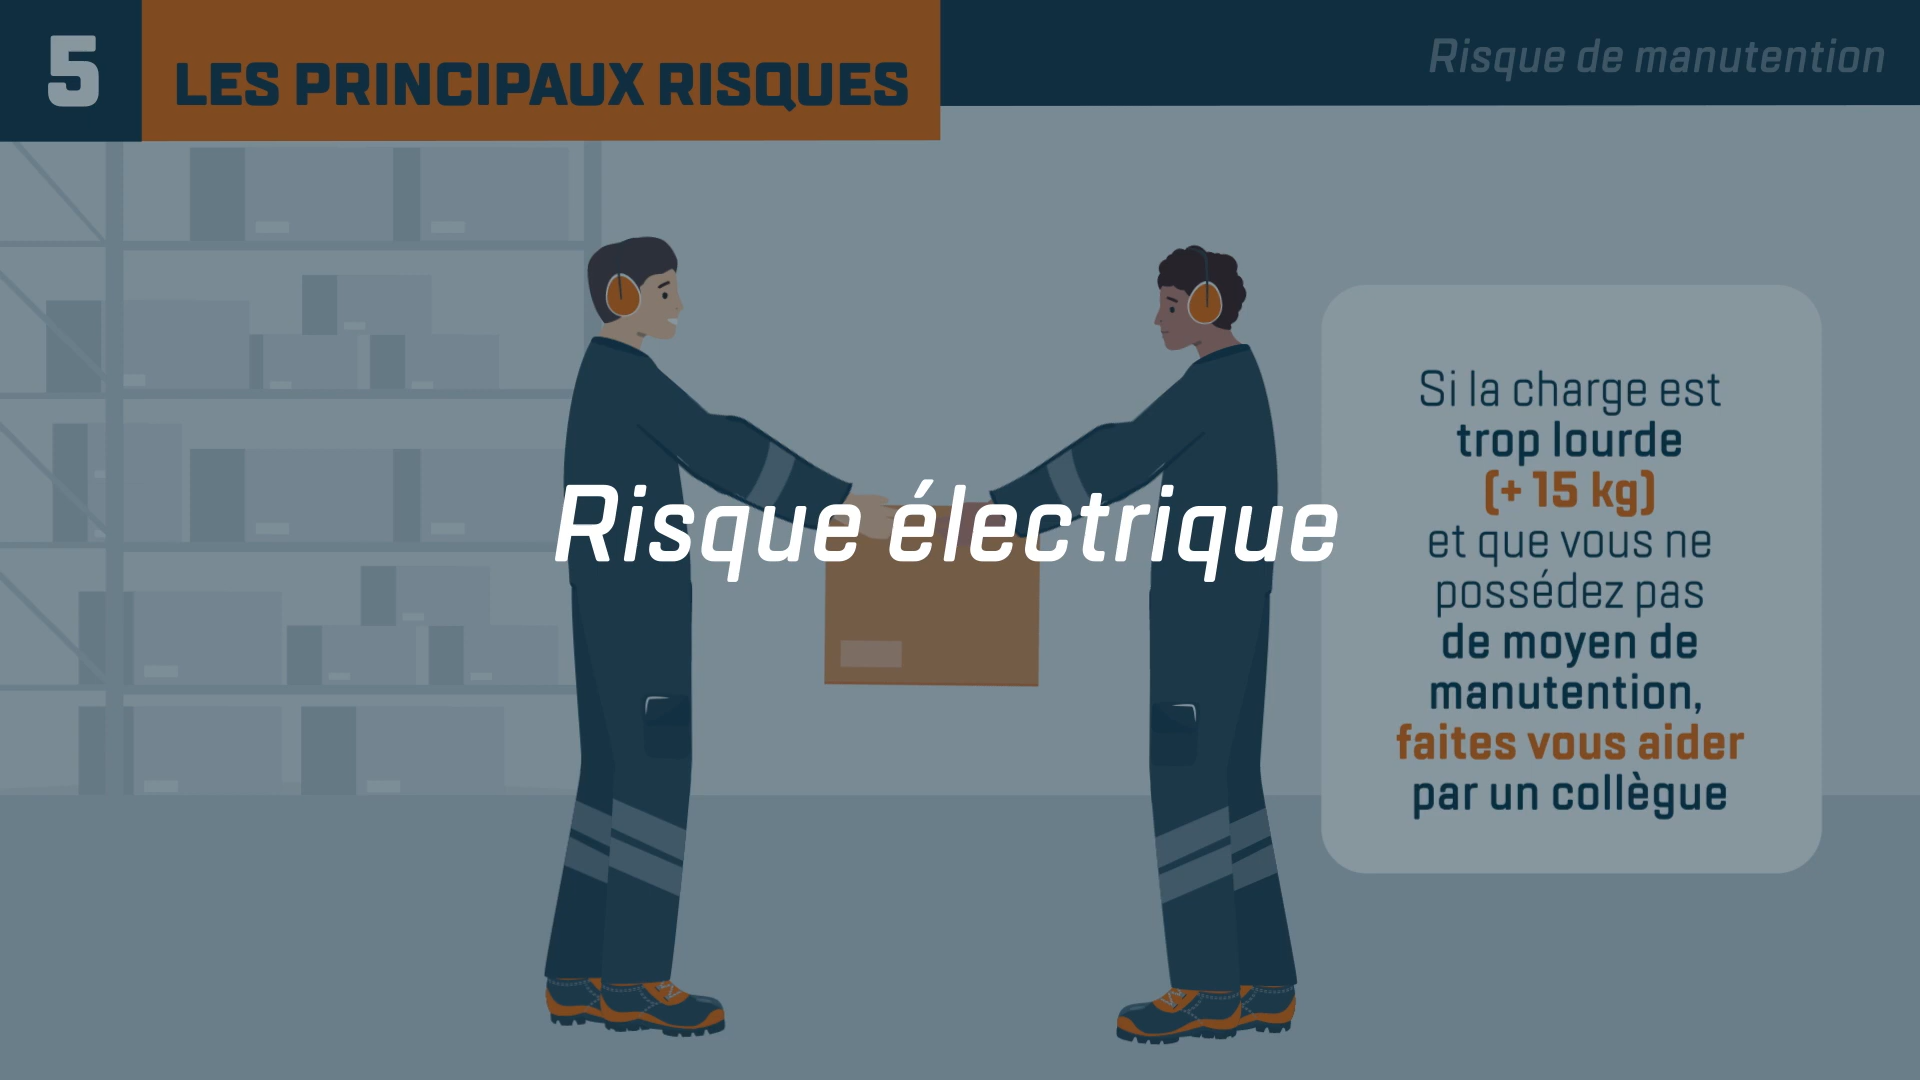 5
LES PRINCIPAUX RISQUES
Risque de manutention
Risque électrique
Si la charge est
trop lourde
(+ 15 kg)
et que vous ne
possédez pas
de moyen de
manutention,
faites vous aider
par un collègue